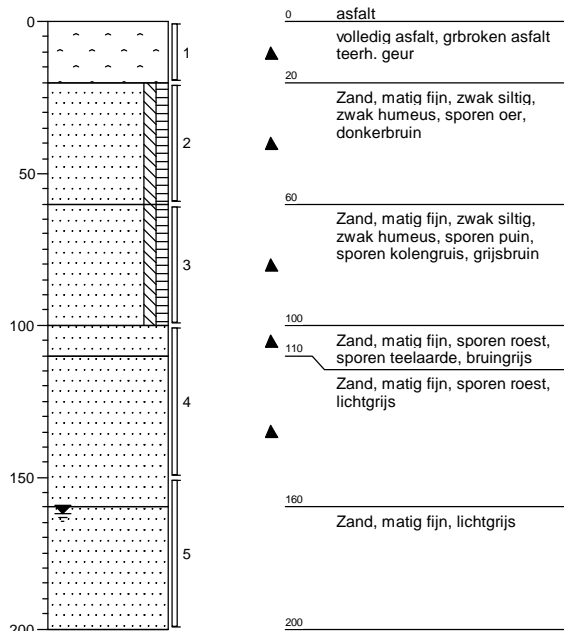 0
50
100
150
200
1
2
3
4
5
0 asfalt
volledig asfalt, grbroken asfalt
teerh. geur
20
Zand, matig fijn, zwak siltig,
zwak humeus, sporen oer,
donkerbruin
60
Zand, matig fijn, zwak siltig,
zwak humeus, sporen puin,
sporen kolengruis, grijsbruin
100
Zand, matig fijn, sporen roest,
sporen teelaarde, bruingrijs
110
Zand, matig fijn, sporen roest,
lichtgrijs
160
Zand, matig fijn, lichtgrijs
200